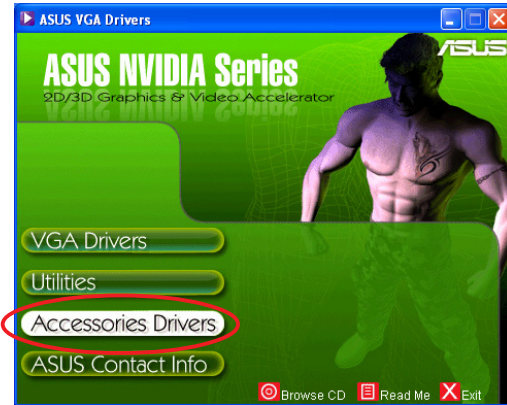 ASUS VGA Drivers
ASUS
ASUS NVIDIA Series
2D/3D Graphics & Video Accelerator
VGA Drivers
Utilities
Accessories Drivers
ASUS Contact Info
Browse CD Read Me Exit